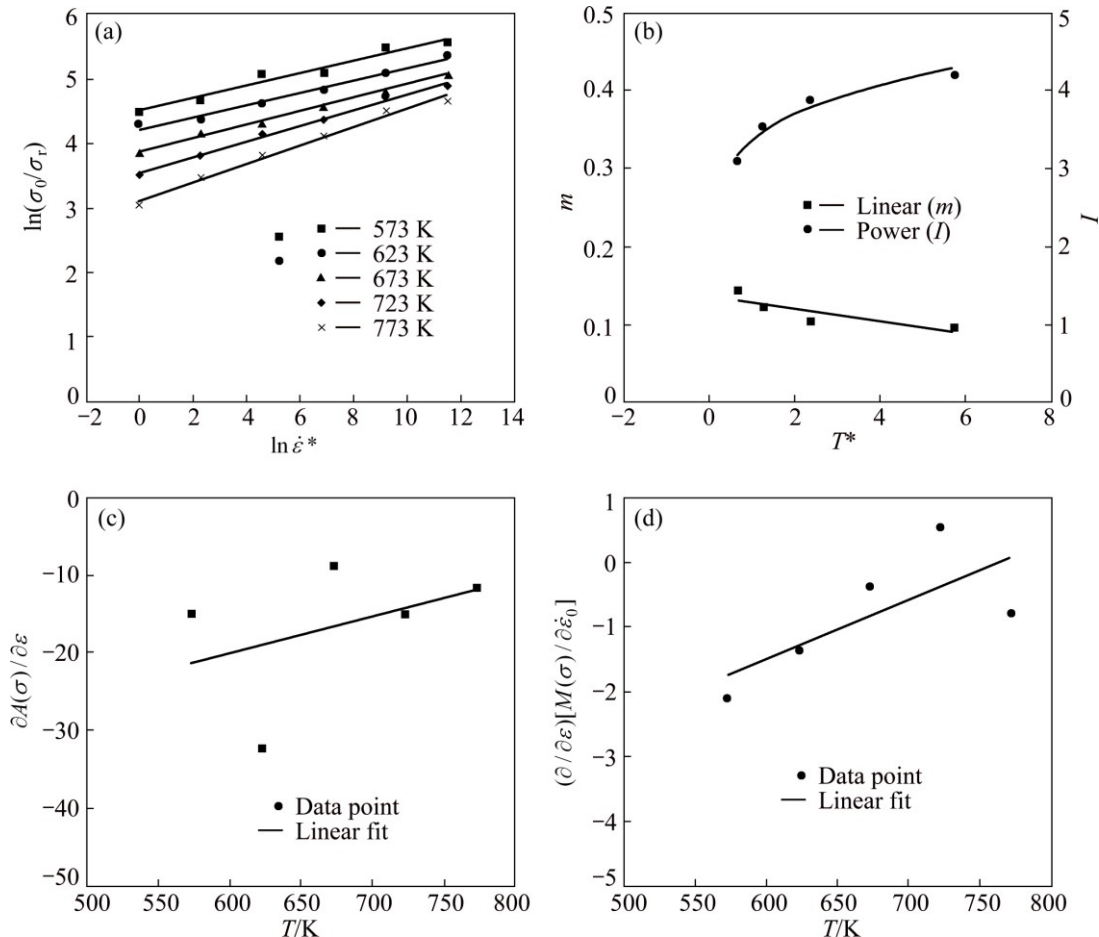 (a)
6
5
4
3
2
1
0
ln(σ₀/σᵣ)
573 K
623 K
673 K
723 K
773 K
−2 0 2 4 6 8 10 12 14
ln ε̇*
(b)
0.5
0.4
0.3
0.2
0.1
0
m
Linear (m)
Power (I)
5
4
3
2
1
0
I
−2 0 2 4 6 8
T*
(c)
−0
−10
−20
−30
−40
−50
∂A(σ)/∂ε
Data point
Linear fit
500 550 600 650 700 750 800
T/K
(d)
1
0
−1
−2
−3
−4
−5
(∂/∂ε)[M(σ)/∂ε̇₀]
Data point
Linear fit
500 550 600 650 700 750 800
T/K